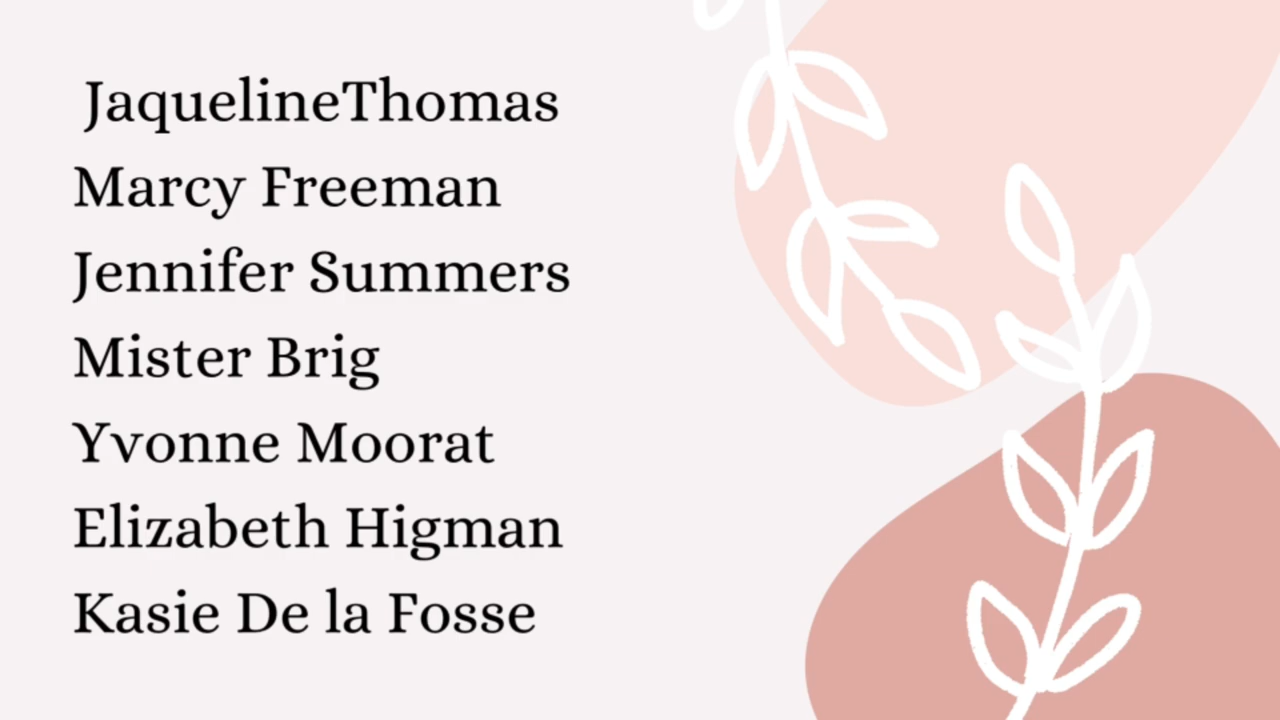 JaquelineThomas
Marcy Freeman
Jennifer Summers
Mister Brig
Yvonne Moorat
Elizabeth Higman
Kasie De la Fosse